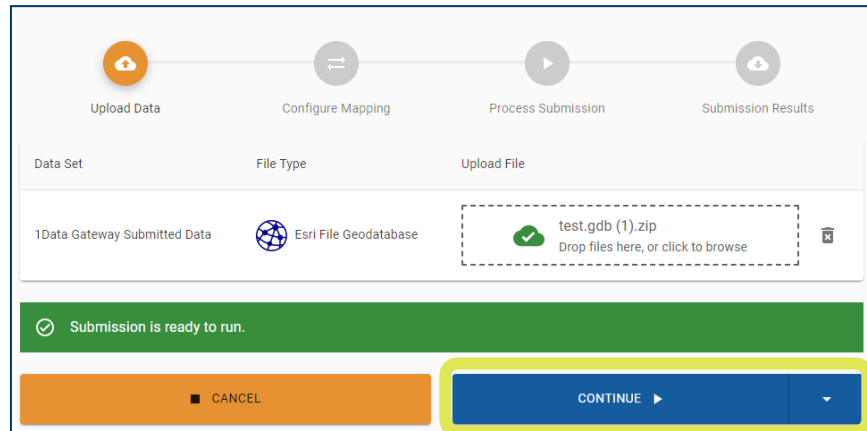 Upload Data
Configure Mapping
Process Submission
Submission Results
Data Set
File Type
Upload File
1Data Gateway Submitted Data
Esri File Geodatabase
test.gdb (1).zip
Drop files here, or click to browse
Submission is ready to run.
CANCEL
CONTINUE